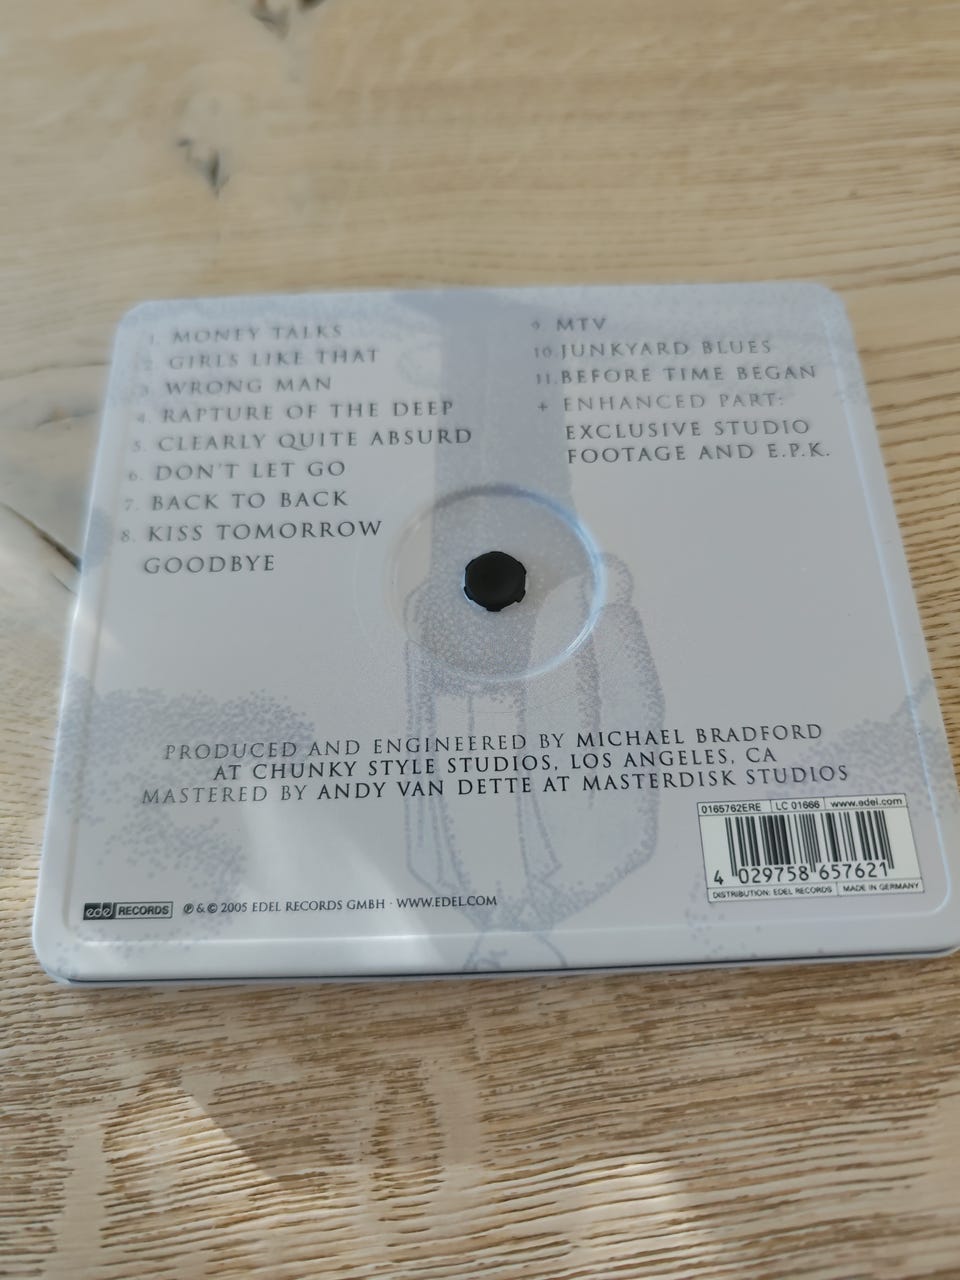 1. MONEY TALKS
2. GIRLS LIKE THAT
3. WRONG MAN
4. RAPTURE OF THE DEEP
5. CLEARLY QUITE ABSURD
6. DON'T LET GO
7. BACK TO BACK
8. KISS TOMORROW
GOODBYE
9. MTV
10. JUNKYARD BLUES
11. BEFORE TIME BEGAN
+ ENHANCED PART:
EXCLUSIVE STUDIO
FOOTAGE AND E.P.K.
PRODUCED AND ENGINEERED BY MICHAEL BRADFORD
AT CHUNKY STYLE STUDIOS, LOS ANGELES, CA
MASTERED BY ANDY VAN DETTE AT MASTERDISK STUDIOS
0165762ERE LC 01666 www.edel.com
4 029758 657621
DISTRIBUTION: EDEL RECORDS MADE IN GERMANY
edel RECORDS ℗ & © 2005 EDEL RECORDS GMBH · WWW.EDEL.COM